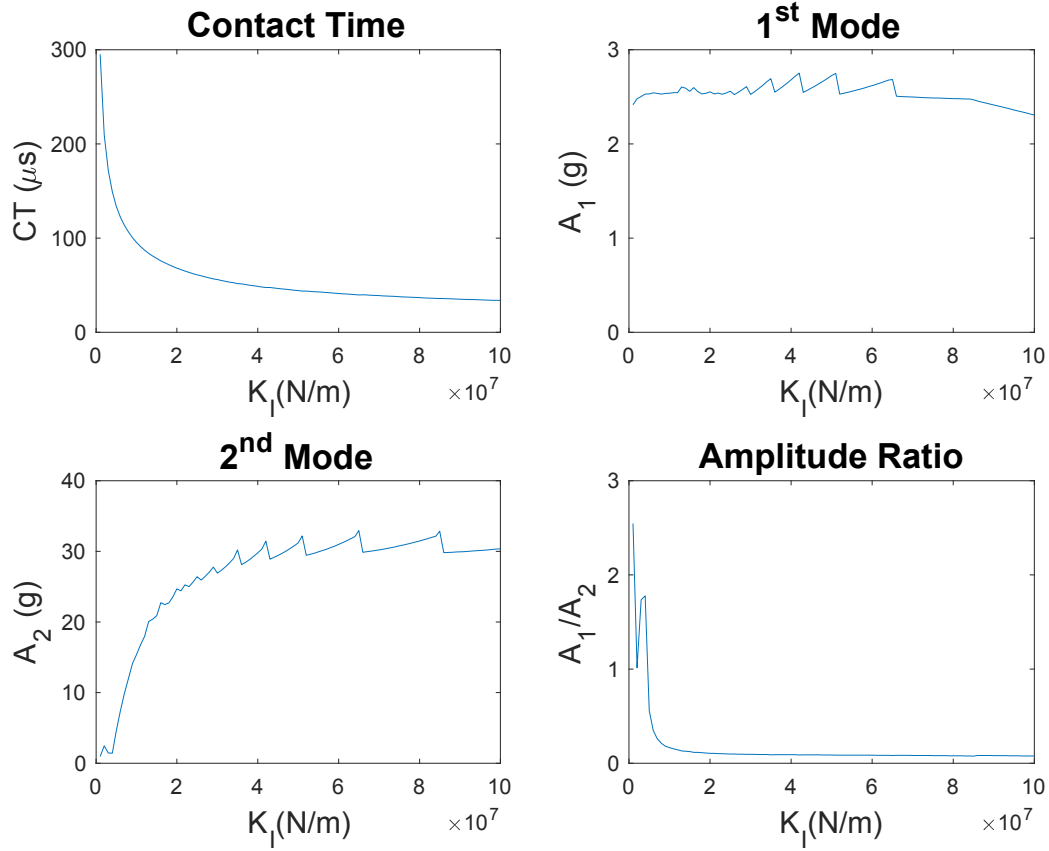 Contact Time
300
200
100
0
CT (μs)
0 2 4 6 8 10
×10^7
K_I(N/m)
1^st Mode
3
2
1
0
A_1 (g)
0 2 4 6 8 10
×10^7
K_I(N/m)
2^nd Mode
40
30
20
10
0
A_2 (g)
0 2 4 6 8 10
×10^7
K_I(N/m)
Amplitude Ratio
3
2
1
0
A_1/A_2
0 2 4 6 8 10
×10^7
K_I(N/m)